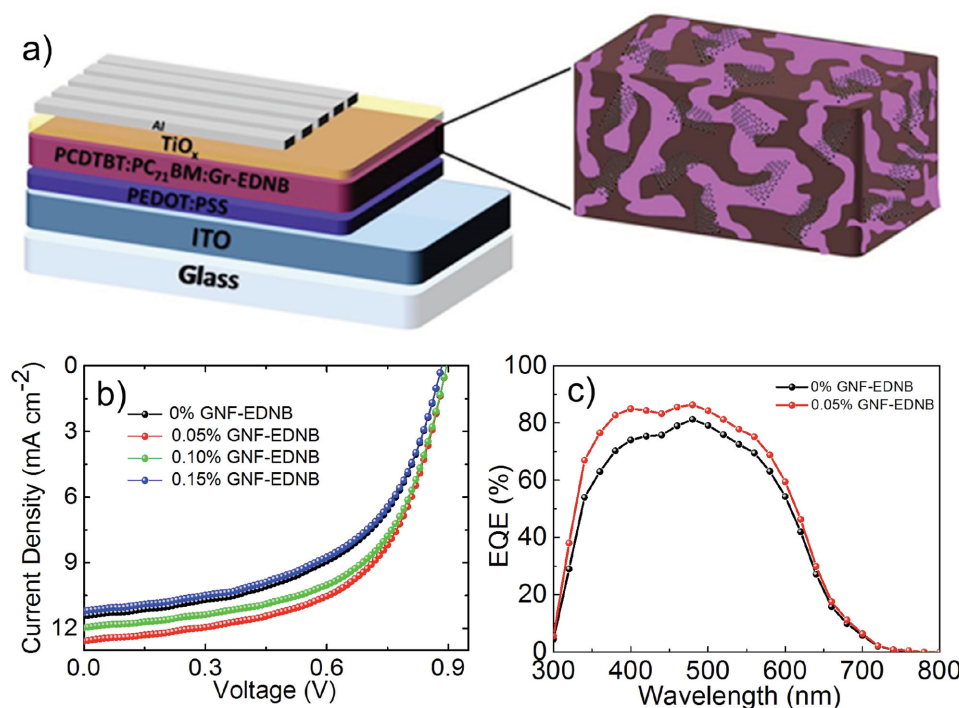 a)
Al
TiOx
PCDTBT:PC71BM:Gr-EDNB
PEDOT:PSS
ITO
Glass
b)
0% GNF-EDNB
0.05% GNF-EDNB
0.10% GNF-EDNB
0.15% GNF-EDNB
Current Density (mA cm-2)
0
3
6
9
12
0.0 0.3 0.6 0.9
Voltage (V)
c)
0% GNF-EDNB
0.05% GNF-EDNB
EQE (%)
100
80
60
40
20
0
300 400 500 600 700 800
Wavelength (nm)